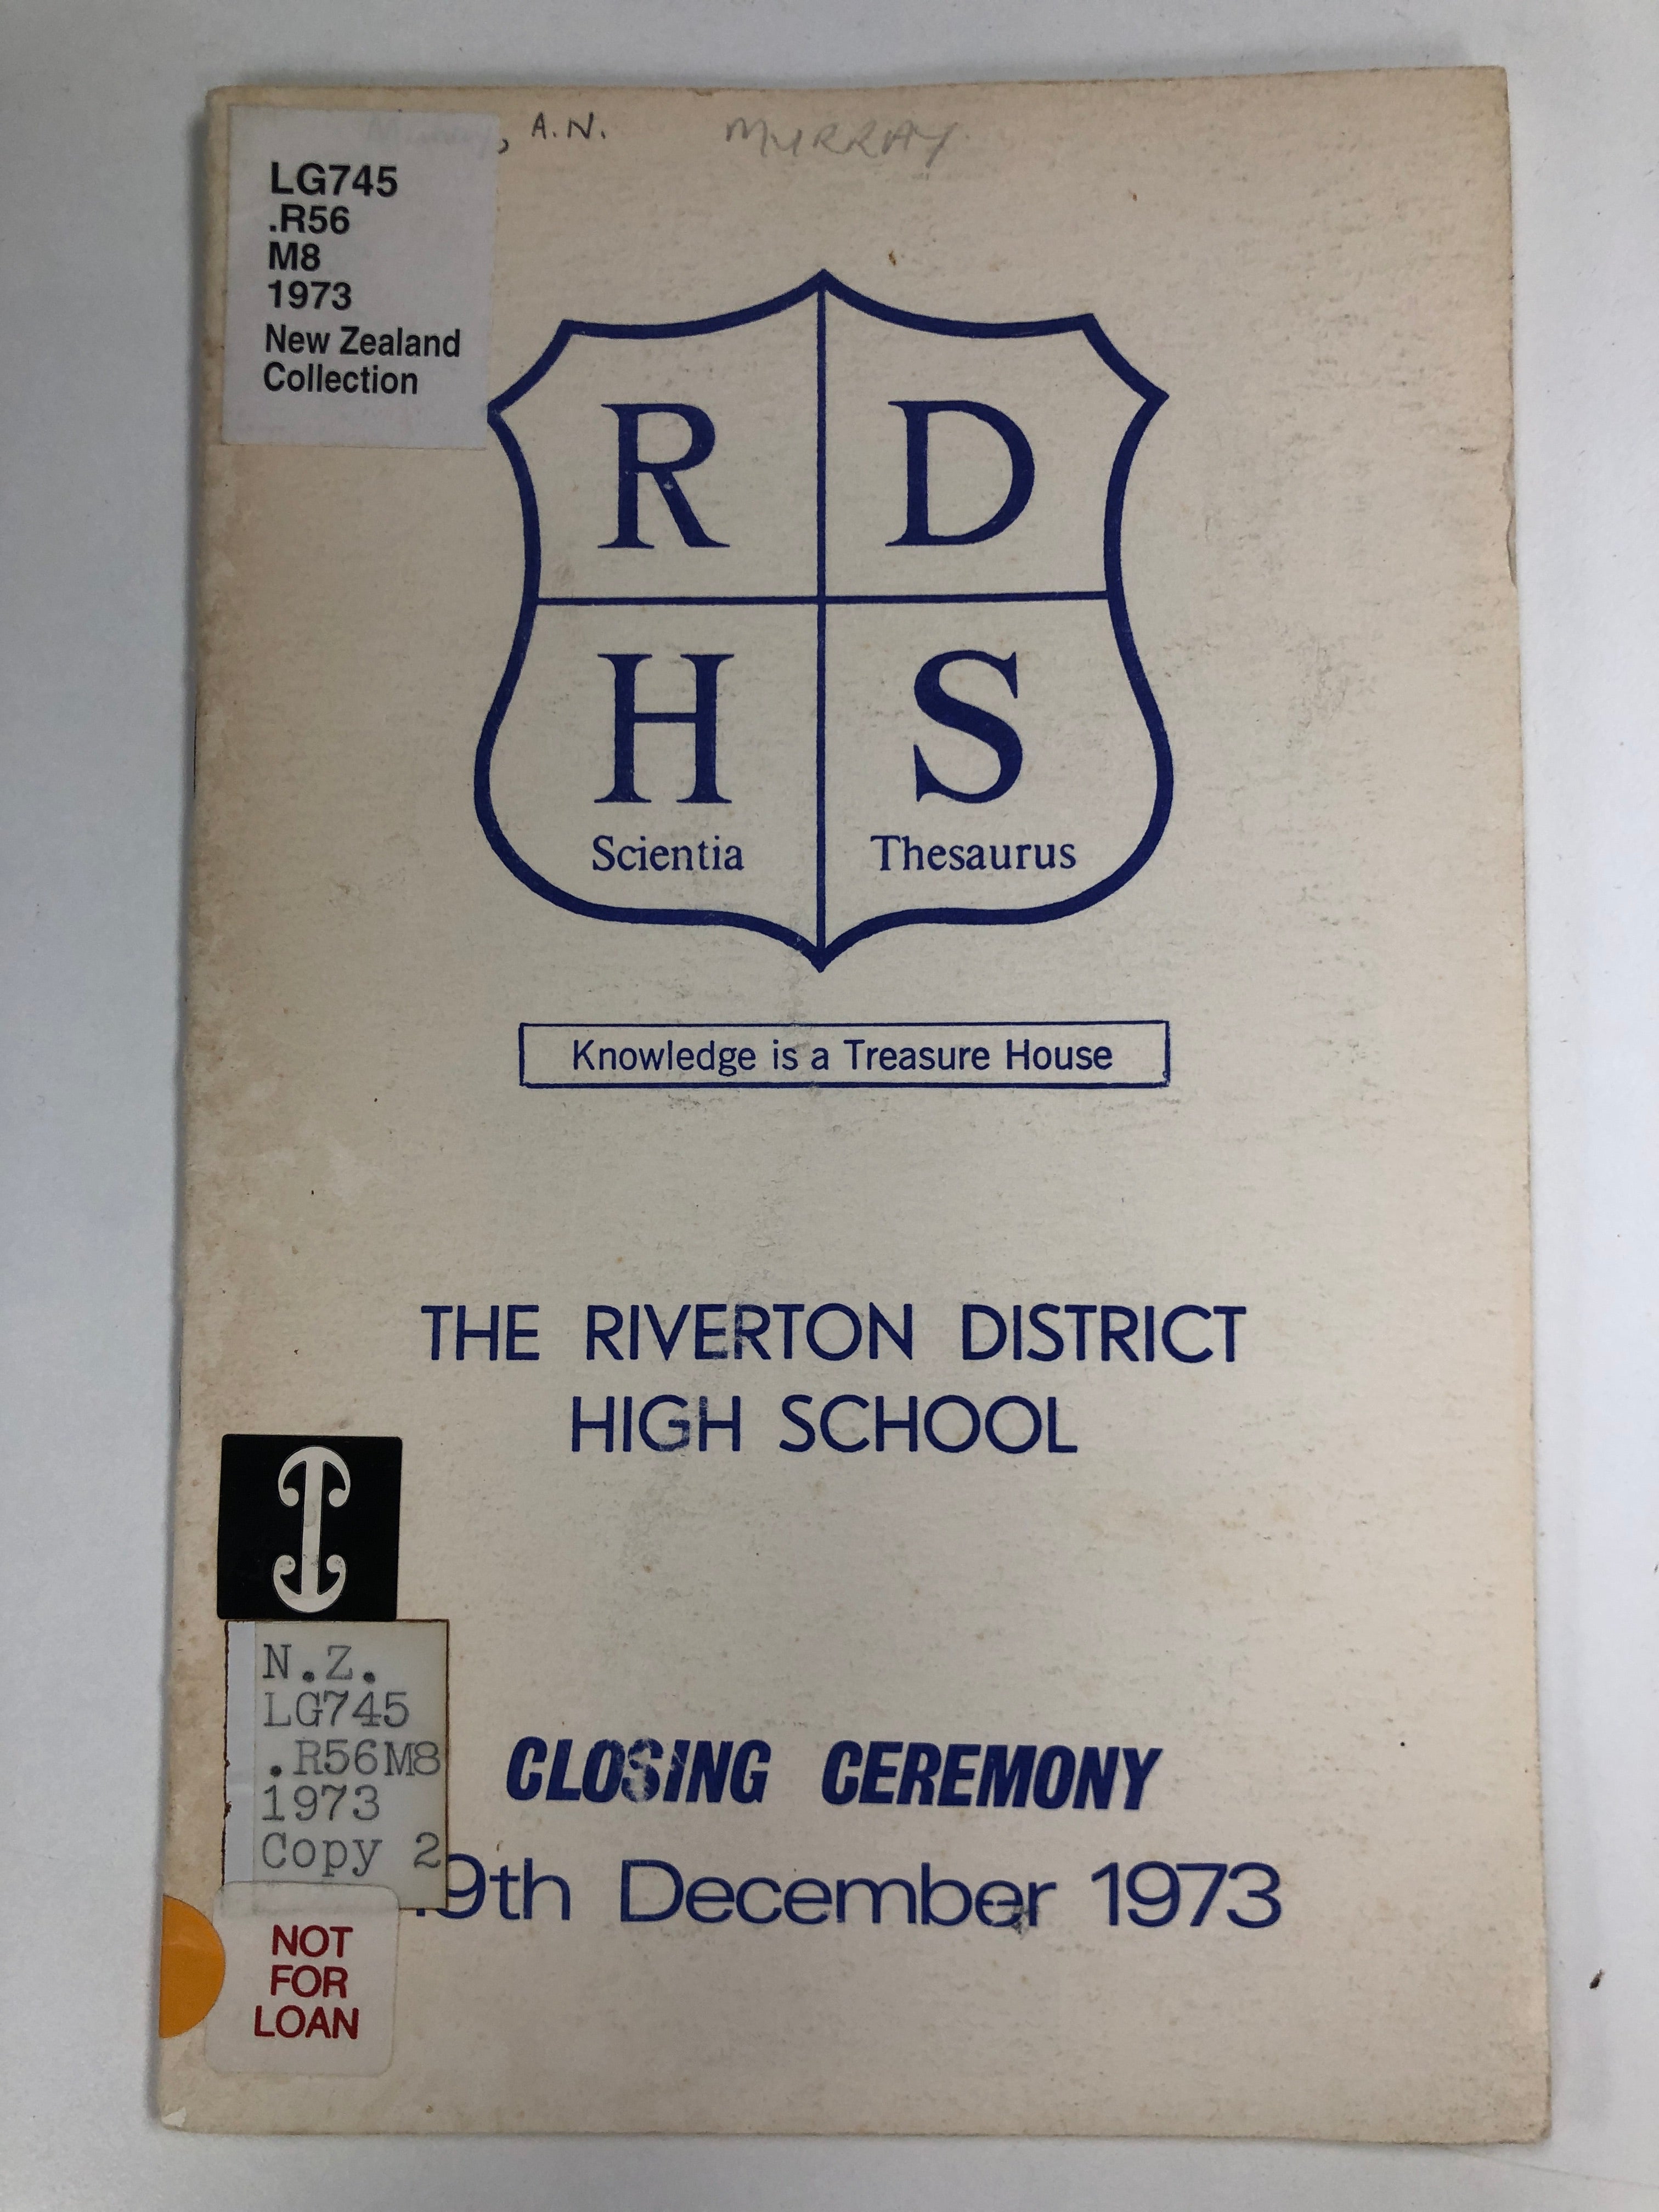 , A.N. MURRAY
LG745
.R56
M8
1973
New Zealand
Collection
R D
H S
Scientia Thesaurus
Knowledge is a Treasure House
THE RIVERTON DISTRICT
HIGH SCHOOL
N.Z.
LG745
.R56M8
1973
Copy 2
CLOSING CEREMONY
9th December 1973
NOT
FOR
LOAN